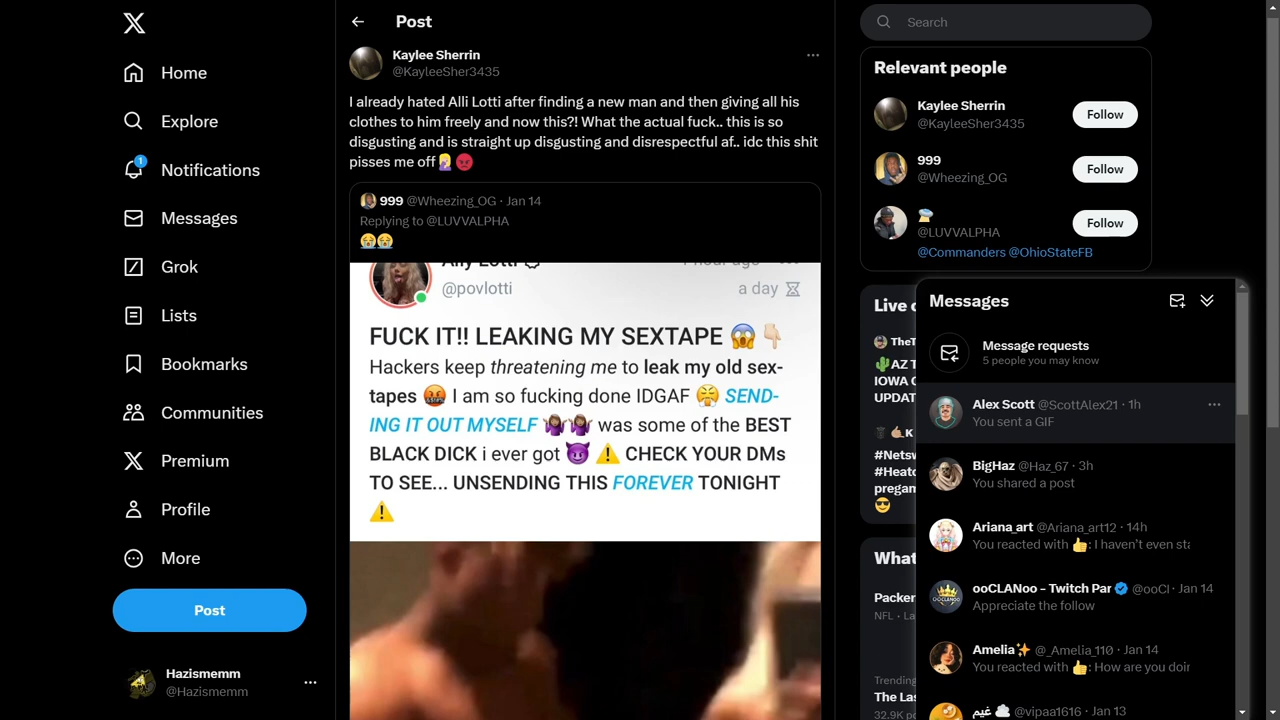 Home
Explore
1
Notifications
Messages
Grok
Lists
Bookmarks
Communities
Premium
Profile
More
Post
Hazismemm
@Hazismemm
Post
Kaylee Sherrin
@KayleeSher3435
I already hated Alli Lotti after finding a new man and then giving all his
clothes to him freely and now this?! What the actual fuck.. this is so
disgusting and is straight up disgusting and disrespectful af.. idc this shit
pisses me off🤦🏼‍♀️😡
999 @Wheezing_OG · Jan 14
Replying to @LUVVALPHA
😭😭
Ally Lotti 1 hour ago
@povlotti a day
FUCK IT!! LEAKING MY SEXTAPE 😱👇🏻
Hackers keep threatening me to leak my old sex-
tapes 🤬 I am so fucking done IDGAF 😤 SEND-
ING IT OUT MYSELF 🤷🏽‍♀️🤷🏽‍♀️ was some of the BEST
BLACK DICK i ever got 😈 ⚠️ CHECK YOUR DMs
TO SEE... UNSENDING THIS FOREVER TONIGHT
⚠️
Search
Relevant people
Kaylee Sherrin
@KayleeSher3435
Follow
999
@Wheezing_OG
Follow
@LUVVALPHA
Follow
@Commanders @OhioStateFB
Live
TheT
🌵AZ T
IOWA C
UPDAT
K
#Netsw
#Heatc
pregam
😎
What
Packer
NFL · La
Trending
The Las
32.9K po
Messages
Message requests
5 people you may know
Alex Scott @ScottAlex21 · 1h
You sent a GIF
BigHaz @Haz_67 · 3h
You shared a post
Ariana_art @Ariana_art12 · 14h
You reacted with 👍: I haven't even sta
ooCLANoo – Twitch Par @ooCl · Jan 14
Appreciate the follow
Amelia✨ @_Amelia_110 · Jan 14
You reacted with 👍: How are you doin
غيم ☁️ @vipaa1616 · Jan 13